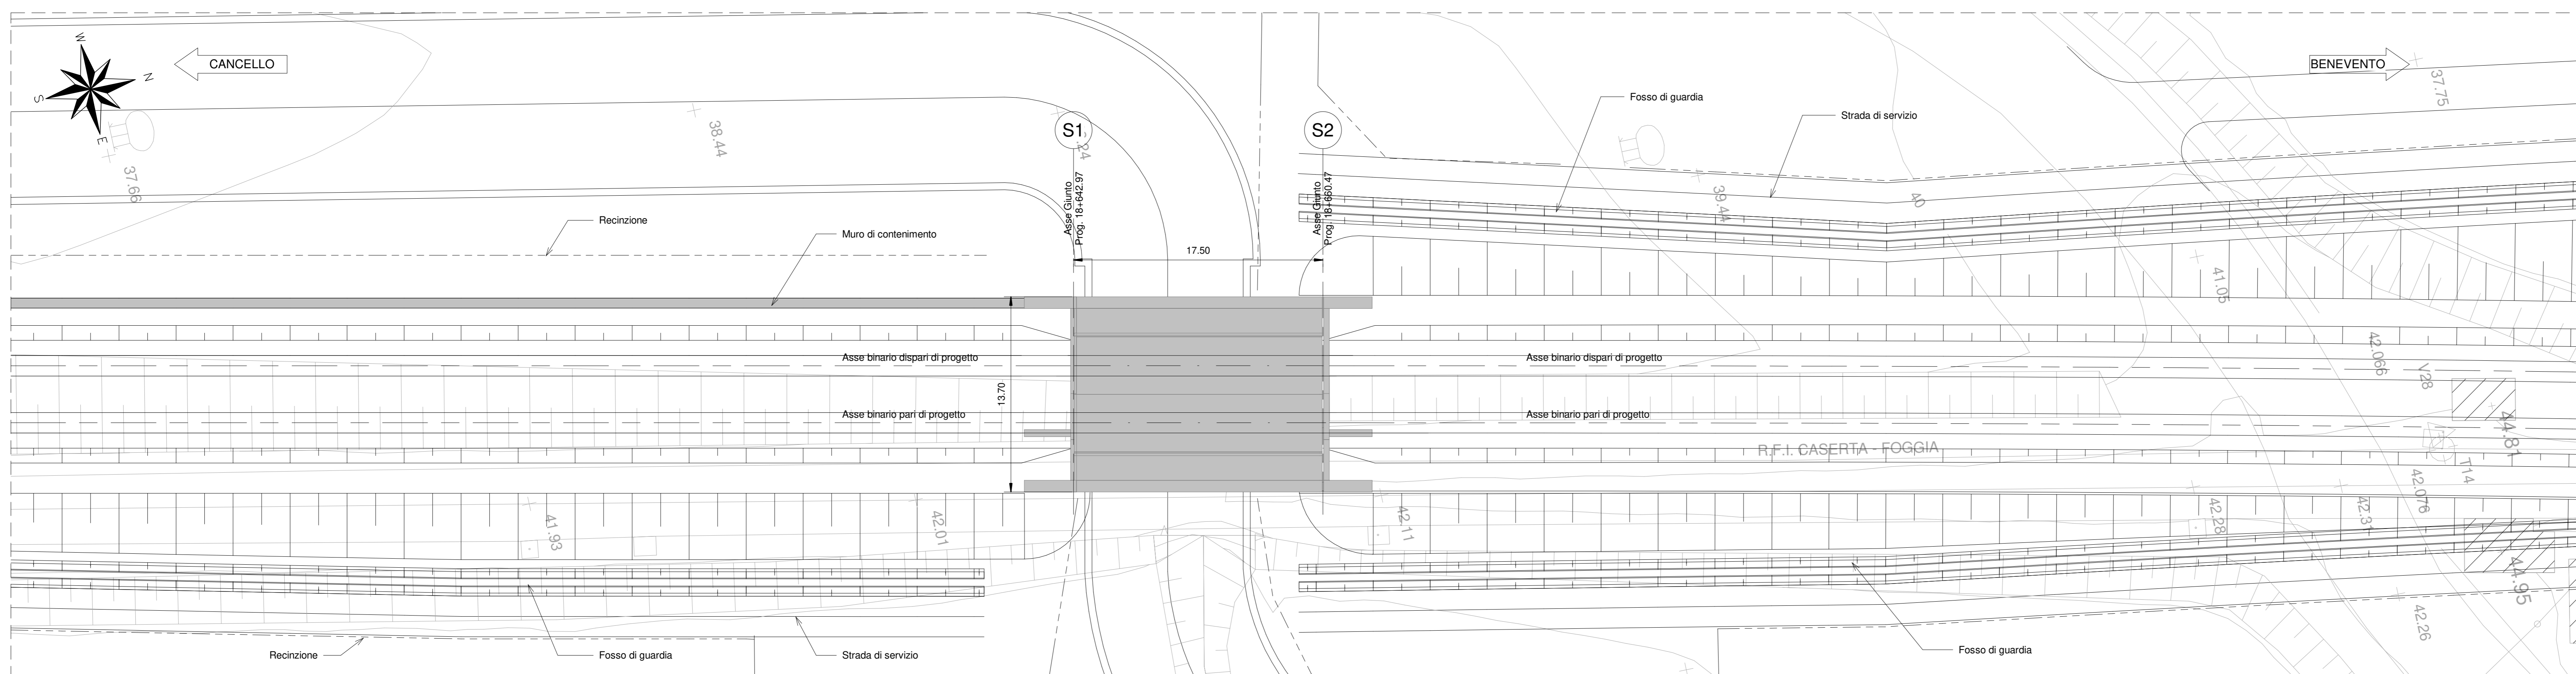 W
N
S
E
CANCELLO
BENEVENTO
37.66
38.44
S1
S2
Asse Giunto
Prog. 18+642.97
Asse Giunto
Prog. 18+660.47
Fosso di guardia
Strada di servizio
37.75
39.44
40
41.05
Recinzione
Muro di contenimento
17.50
13.70
Asse binario dispari di progetto
Asse binario dispari di progetto
Asse binario pari di progetto
Asse binario pari di progetto
R.F.I. CASERTA - FOGGIA
42.066
V28
44.81
T14
42.076
41.93
42.01
42.11
42.28
42.31
44.95
42.26
Recinzione
Fosso di guardia
Strada di servizio
Fosso di guardia